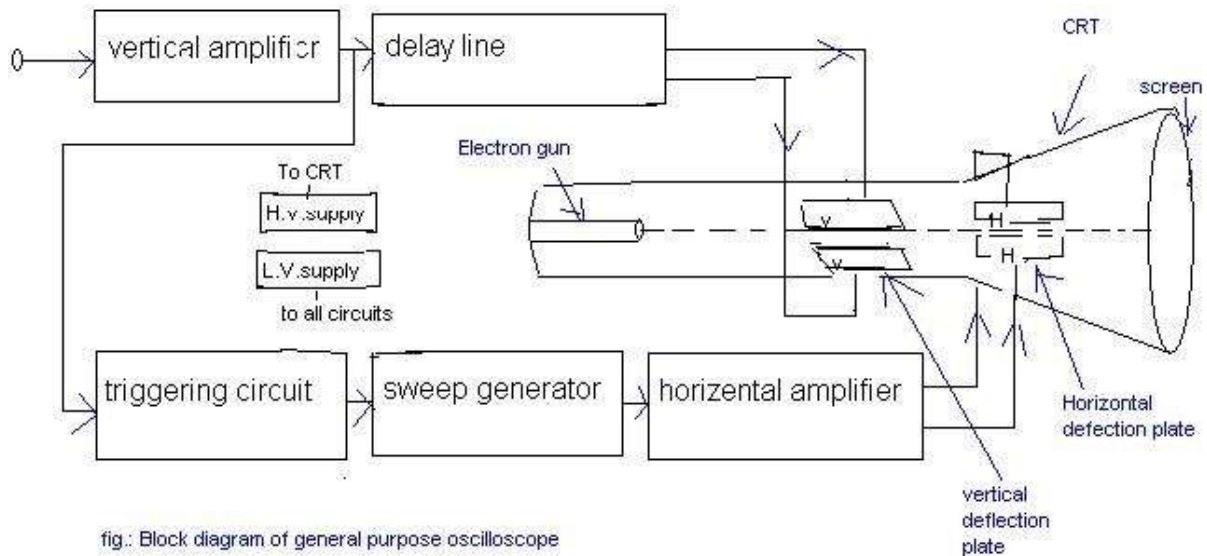 vertical amplifier
delay line
CRT
screen
Electron gun
To CRT
H.v.supply
L.V.supply
to all circuits
v
v
H
H
triggering circuit
sweep generator
horizental amplifier
Horizontal
defection plate
vertical
deflection
plate
fig.: Block diagram of general purpose oscilloscope